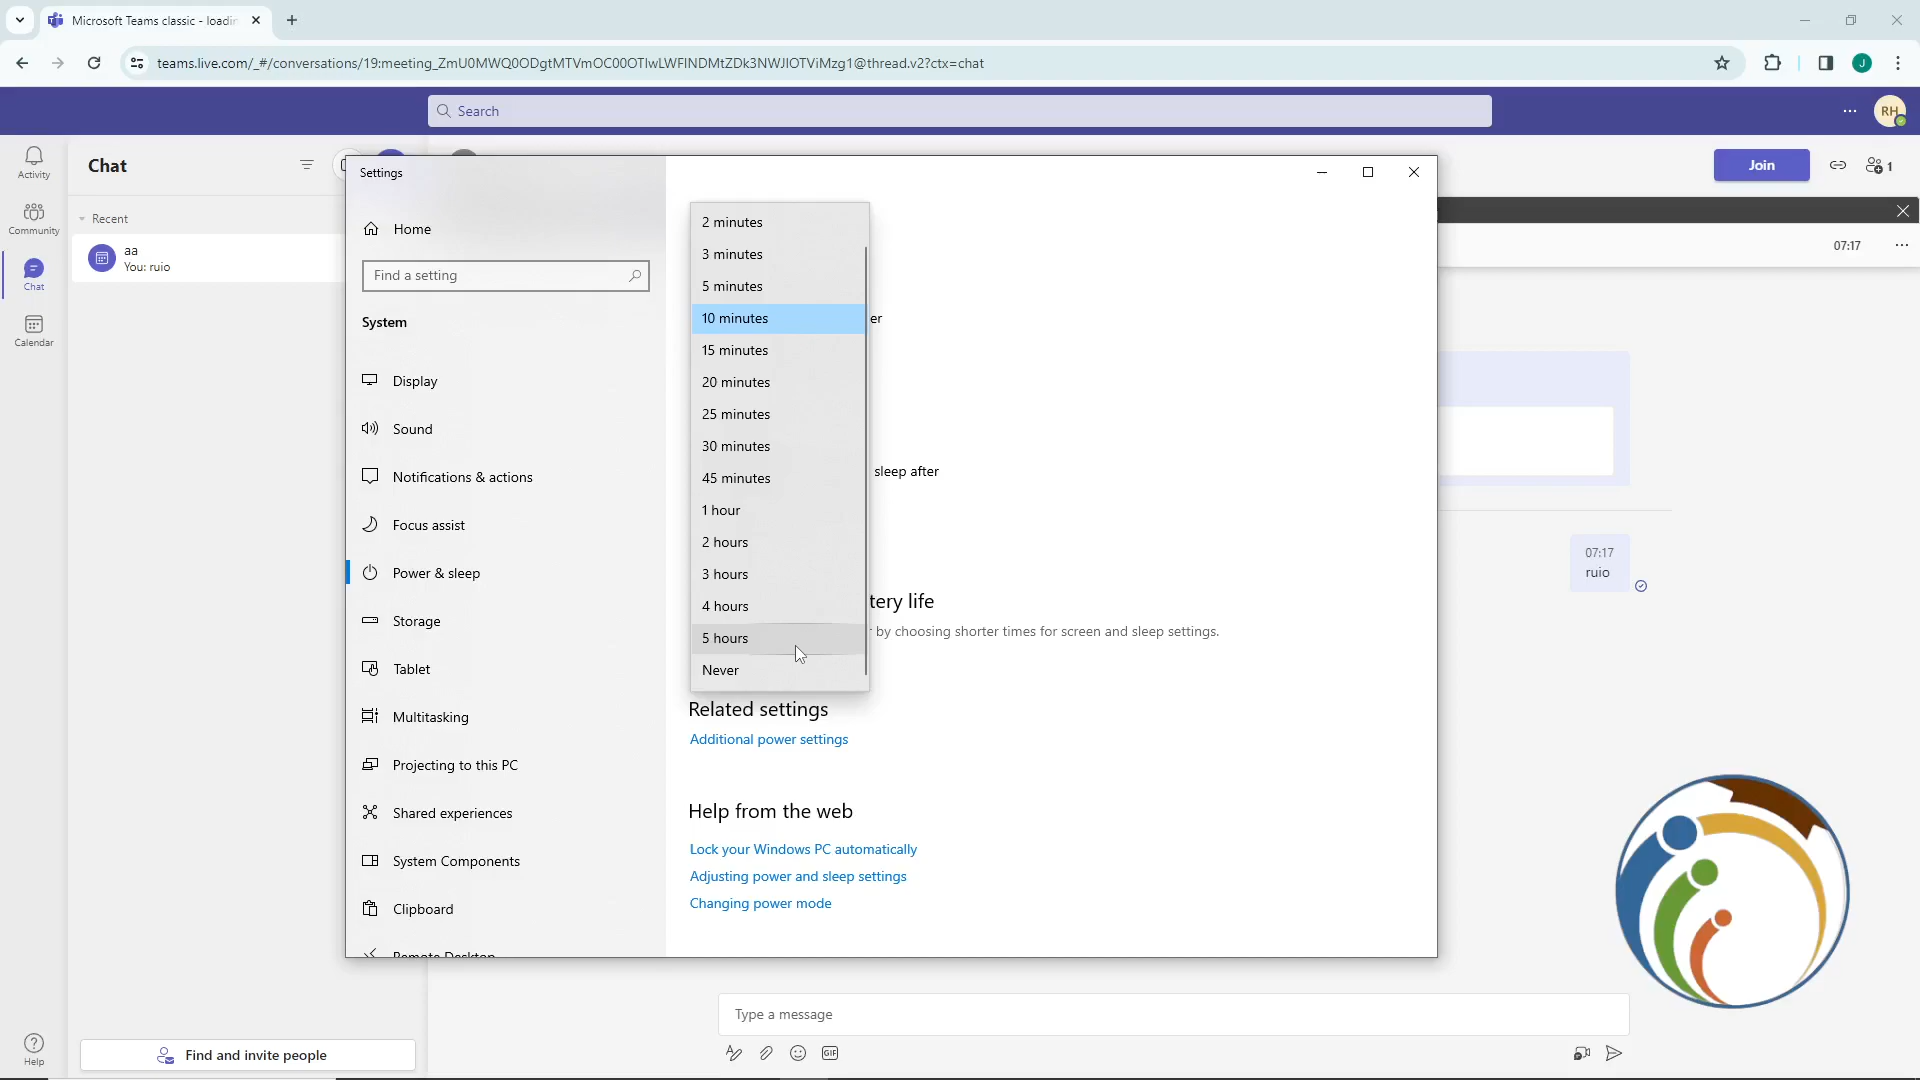 Microsoft Teams classic - loadin
teams.live.com/_#/conversations/19:meeting_ZmU0MWQ0ODgtMTVmOC00OTIwLWFlNDMtZDk3NWJlOTViMzg1@thread.v2?ctx=chat
J
Search
RH
Activity
Community
Chat
Calendar
Help
Chat
Recent
aa
You: ruio
Find and invite people
Join
1
07:17
07:17
ruio
Type a message
GIF
Settings
Home
Find a setting
System
Display
Sound
Notifications & actions
Focus assist
Power & sleep
Storage
Tablet
Multitasking
Projecting to this PC
Shared experiences
System Components
Clipboard
Remote Desktop
2 minutes
3 minutes
5 minutes
10 minutes
er
15 minutes
20 minutes
25 minutes
30 minutes
sleep after
45 minutes
1 hour
2 hours
3 hours
4 hours
tery life
5 hours
by choosing shorter times for screen and sleep settings.
Never
Related settings
Additional power settings
Help from the web
Lock your Windows PC automatically
Adjusting power and sleep settings
Changing power mode